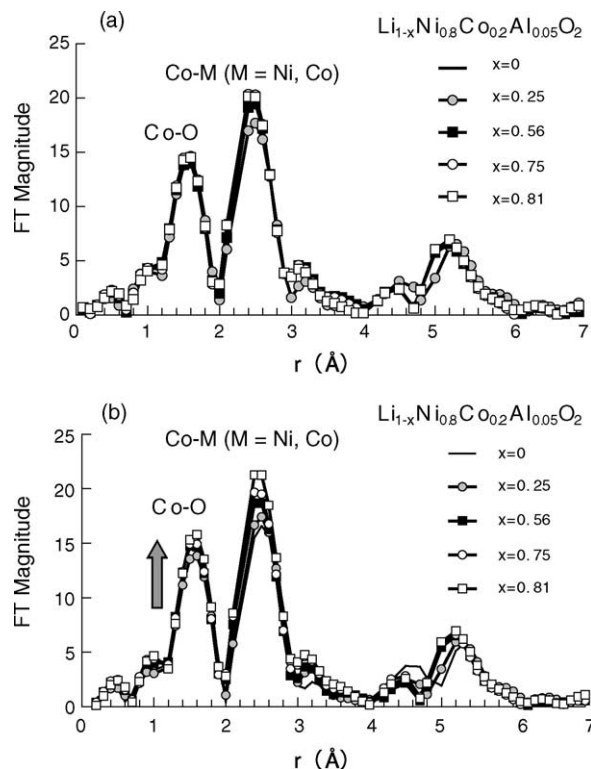 (a)
Li1-xNi0.8Co0.2Al0.05O2
25
Co-M (M = Ni, Co)
x=0
20
x=0.25
Co-O
x=0.56
15
x=0.75
FT Magnitude
10
x=0.81
5
0
0 1 2 3 4 5 6 7
r (Å)
(b)
Li1-xNi0.8Co0.2Al0.05O2
25
Co-M (M = Ni, Co)
x=0
20
x=0.25
Co-O
x=0.56
15
x=0.75
FT Magnitude
10
x=0.81
5
0
0 1 2 3 4 5 6 7
r (Å)